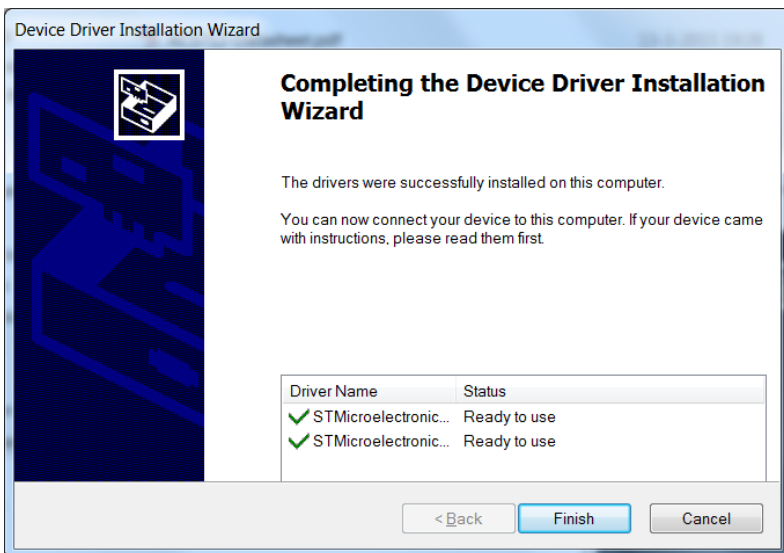 Device Driver Installation Wizard
Completing the Device Driver Installation
Wizard
The drivers were successfully installed on this computer.
You can now connect your device to this computer. If your device came
with instructions, please read them first.
Driver Name Status
STMicroelectronic... Ready to use
STMicroelectronic... Ready to use
< Back Finish Cancel